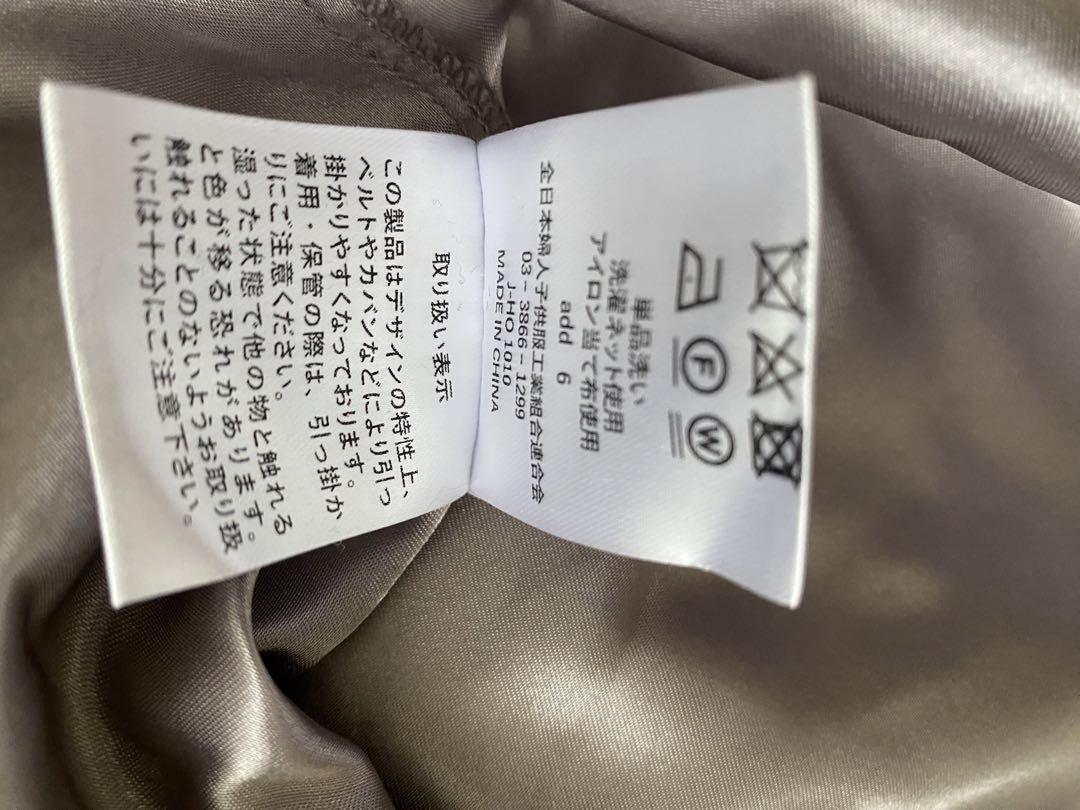 F
W
単品洗い
洗濯ネット使用
アイロン当て布使用
add 6
全日本婦人子供服工業組合連合会
03-3866-1299
J-HO 1010
MADE IN CHINA
取り扱い表示
この製品はデザインの特性上、
ベルトやカバンなどにより引っ
掛かりやすくなっております。
着用・保管の際は、引っ掛か
りにご注意ください。
湿った状態で他の物と触れる
と色が移る恐れがあります。
触れることのないようお取り扱
いには十分にご注意下さい。